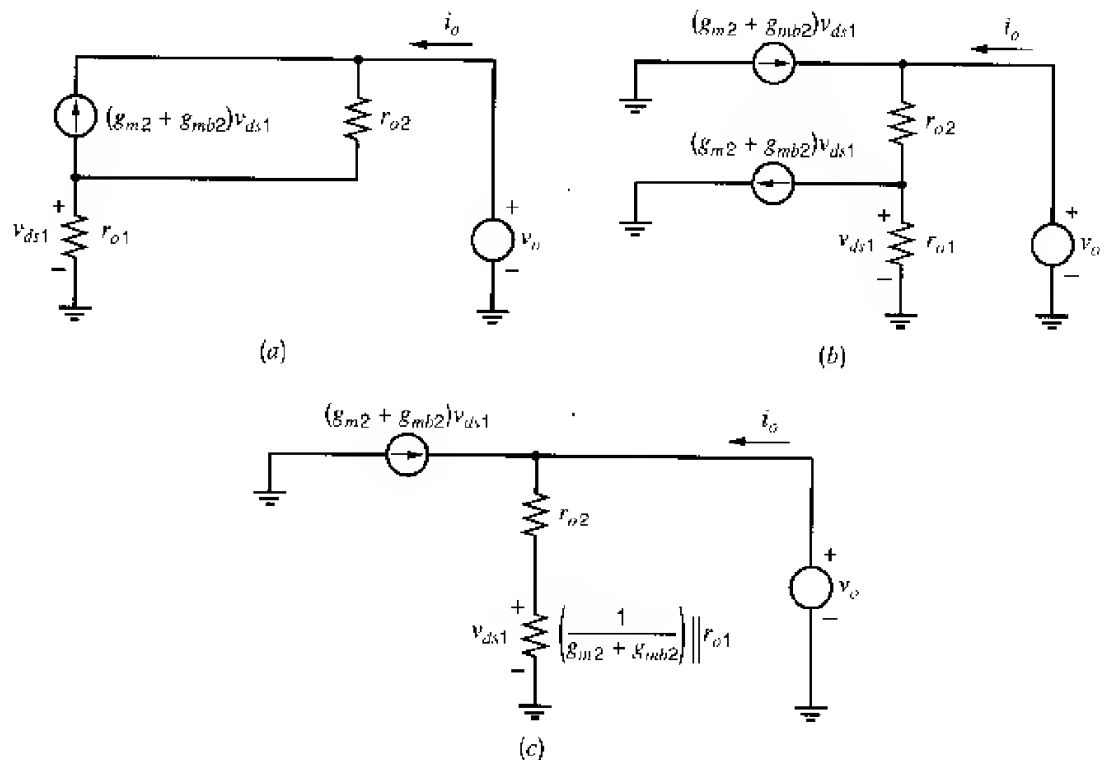 i_o
(g_{m2} + g_{mb2})v_{ds1}
r_{o2}
+
v_{ds1}
r_{o1}
−
+
v_o
−
(a)
(g_{m2} + g_{mb2})v_{ds1}
i_o
r_{o2}
(g_{m2} + g_{mb2})v_{ds1}
+
v_{ds1}
r_{o1}
−
+
v_o
−
(b)
(g_{m2} + g_{mb2})v_{ds1}
i_o
r_{o2}
+
v_{ds1}
(1 / (g_{m2} + g_{mb2})) || r_{o1}
−
+
v_o
−
(c)